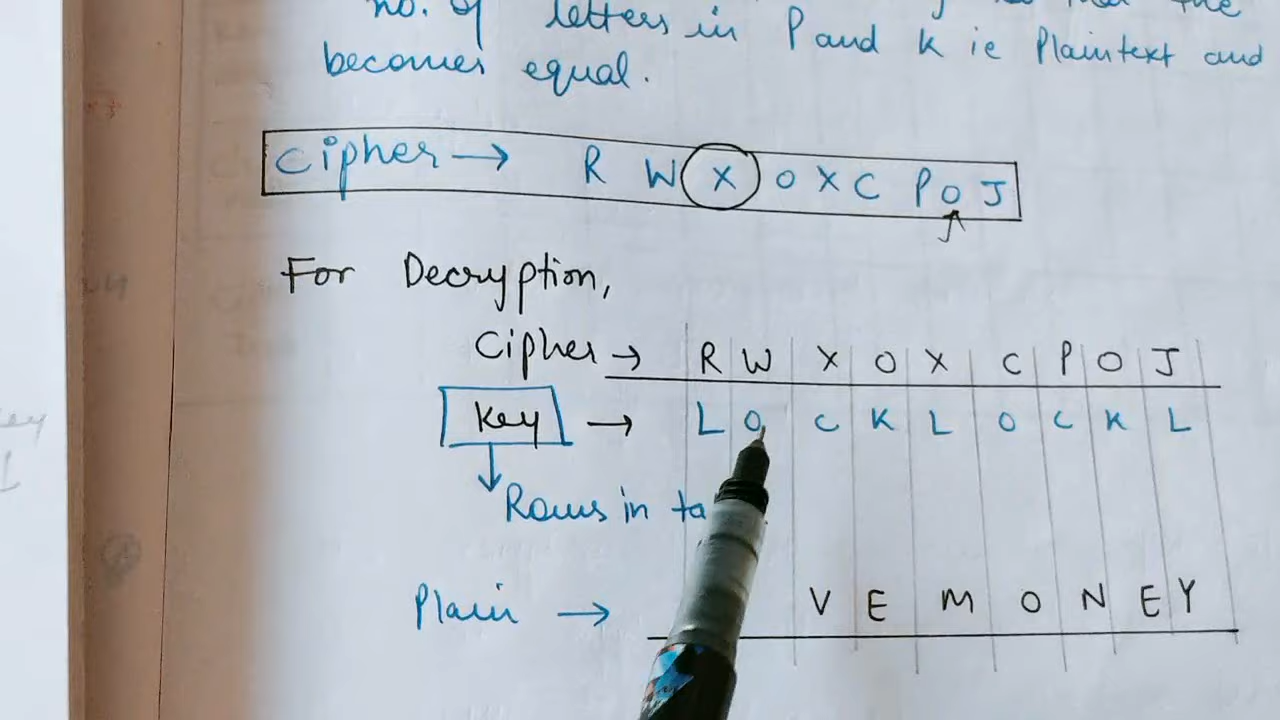 no. of letters in P and K ie Plaintext and
becomes equal.
Cipher → R W X O X C P O J
For Decryption,
Cipher → R W X O X C P O J
Key → L O C K L O C K L
Rows in ta
Plain → V E M O N E Y